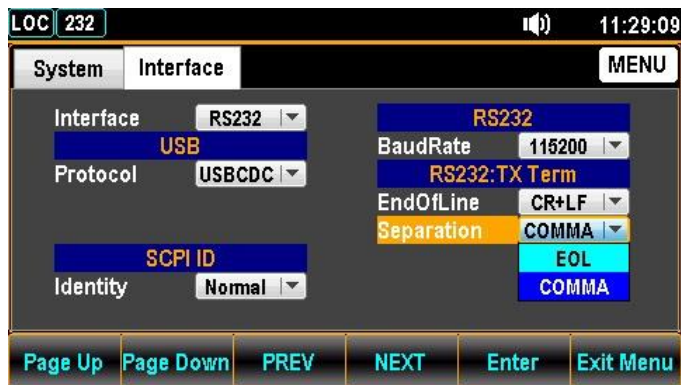 LOC 232 11:29:09
System Interface MENU
Interface RS232 RS232
USB BaudRate 115200
Protocol USBCDC RS232:TX Term
EndOfLine CR+LF
Separation COMMA
SCPI ID EOL
Identity Normal COMMA
Page Up Page Down PREV NEXT Enter Exit Menu